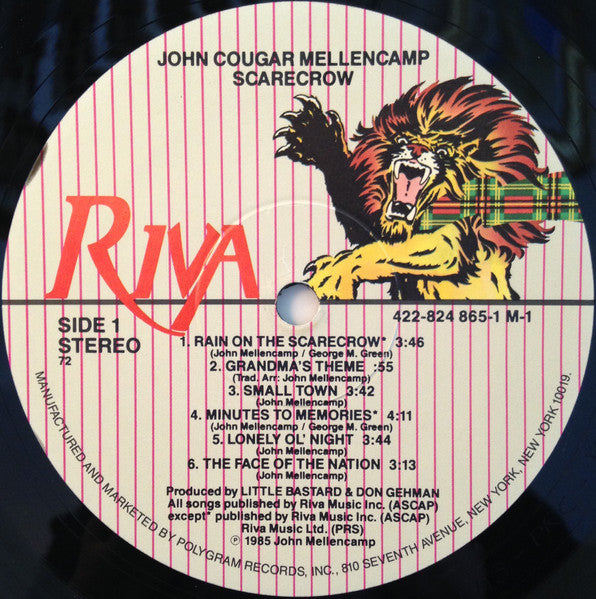 JOHN COUGAR MELLENCAMP
SCARECROW
RIVA
SIDE 1
STEREO
72
422-824 865-1 M-1
1. RAIN ON THE SCARECROW* 3:46
(John Mellencamp / George M. Green)
2. GRANDMA'S THEME :55
(Trad. Arr: John Mellencamp)
3. SMALL TOWN 3:42
(John Mellencamp)
4. MINUTES TO MEMORIES* 4:11
(John Mellencamp / George M. Green)
5. LONELY OL' NIGHT 3:44
(John Mellencamp)
6. THE FACE OF THE NATION 3:13
(John Mellencamp)
Produced by LITTLE BASTARD & DON GEHMAN
All songs published by Riva Music Inc. (ASCAP)
except* published by Riva Music Inc. (ASCAP)
Riva Music Ltd. (PRS)
℗ 1985 John Mellencamp
MANUFACTURED AND MARKETED BY POLYGRAM RECORDS, INC., 810 SEVENTH AVENUE, NEW YORK, NEW YORK 10019.